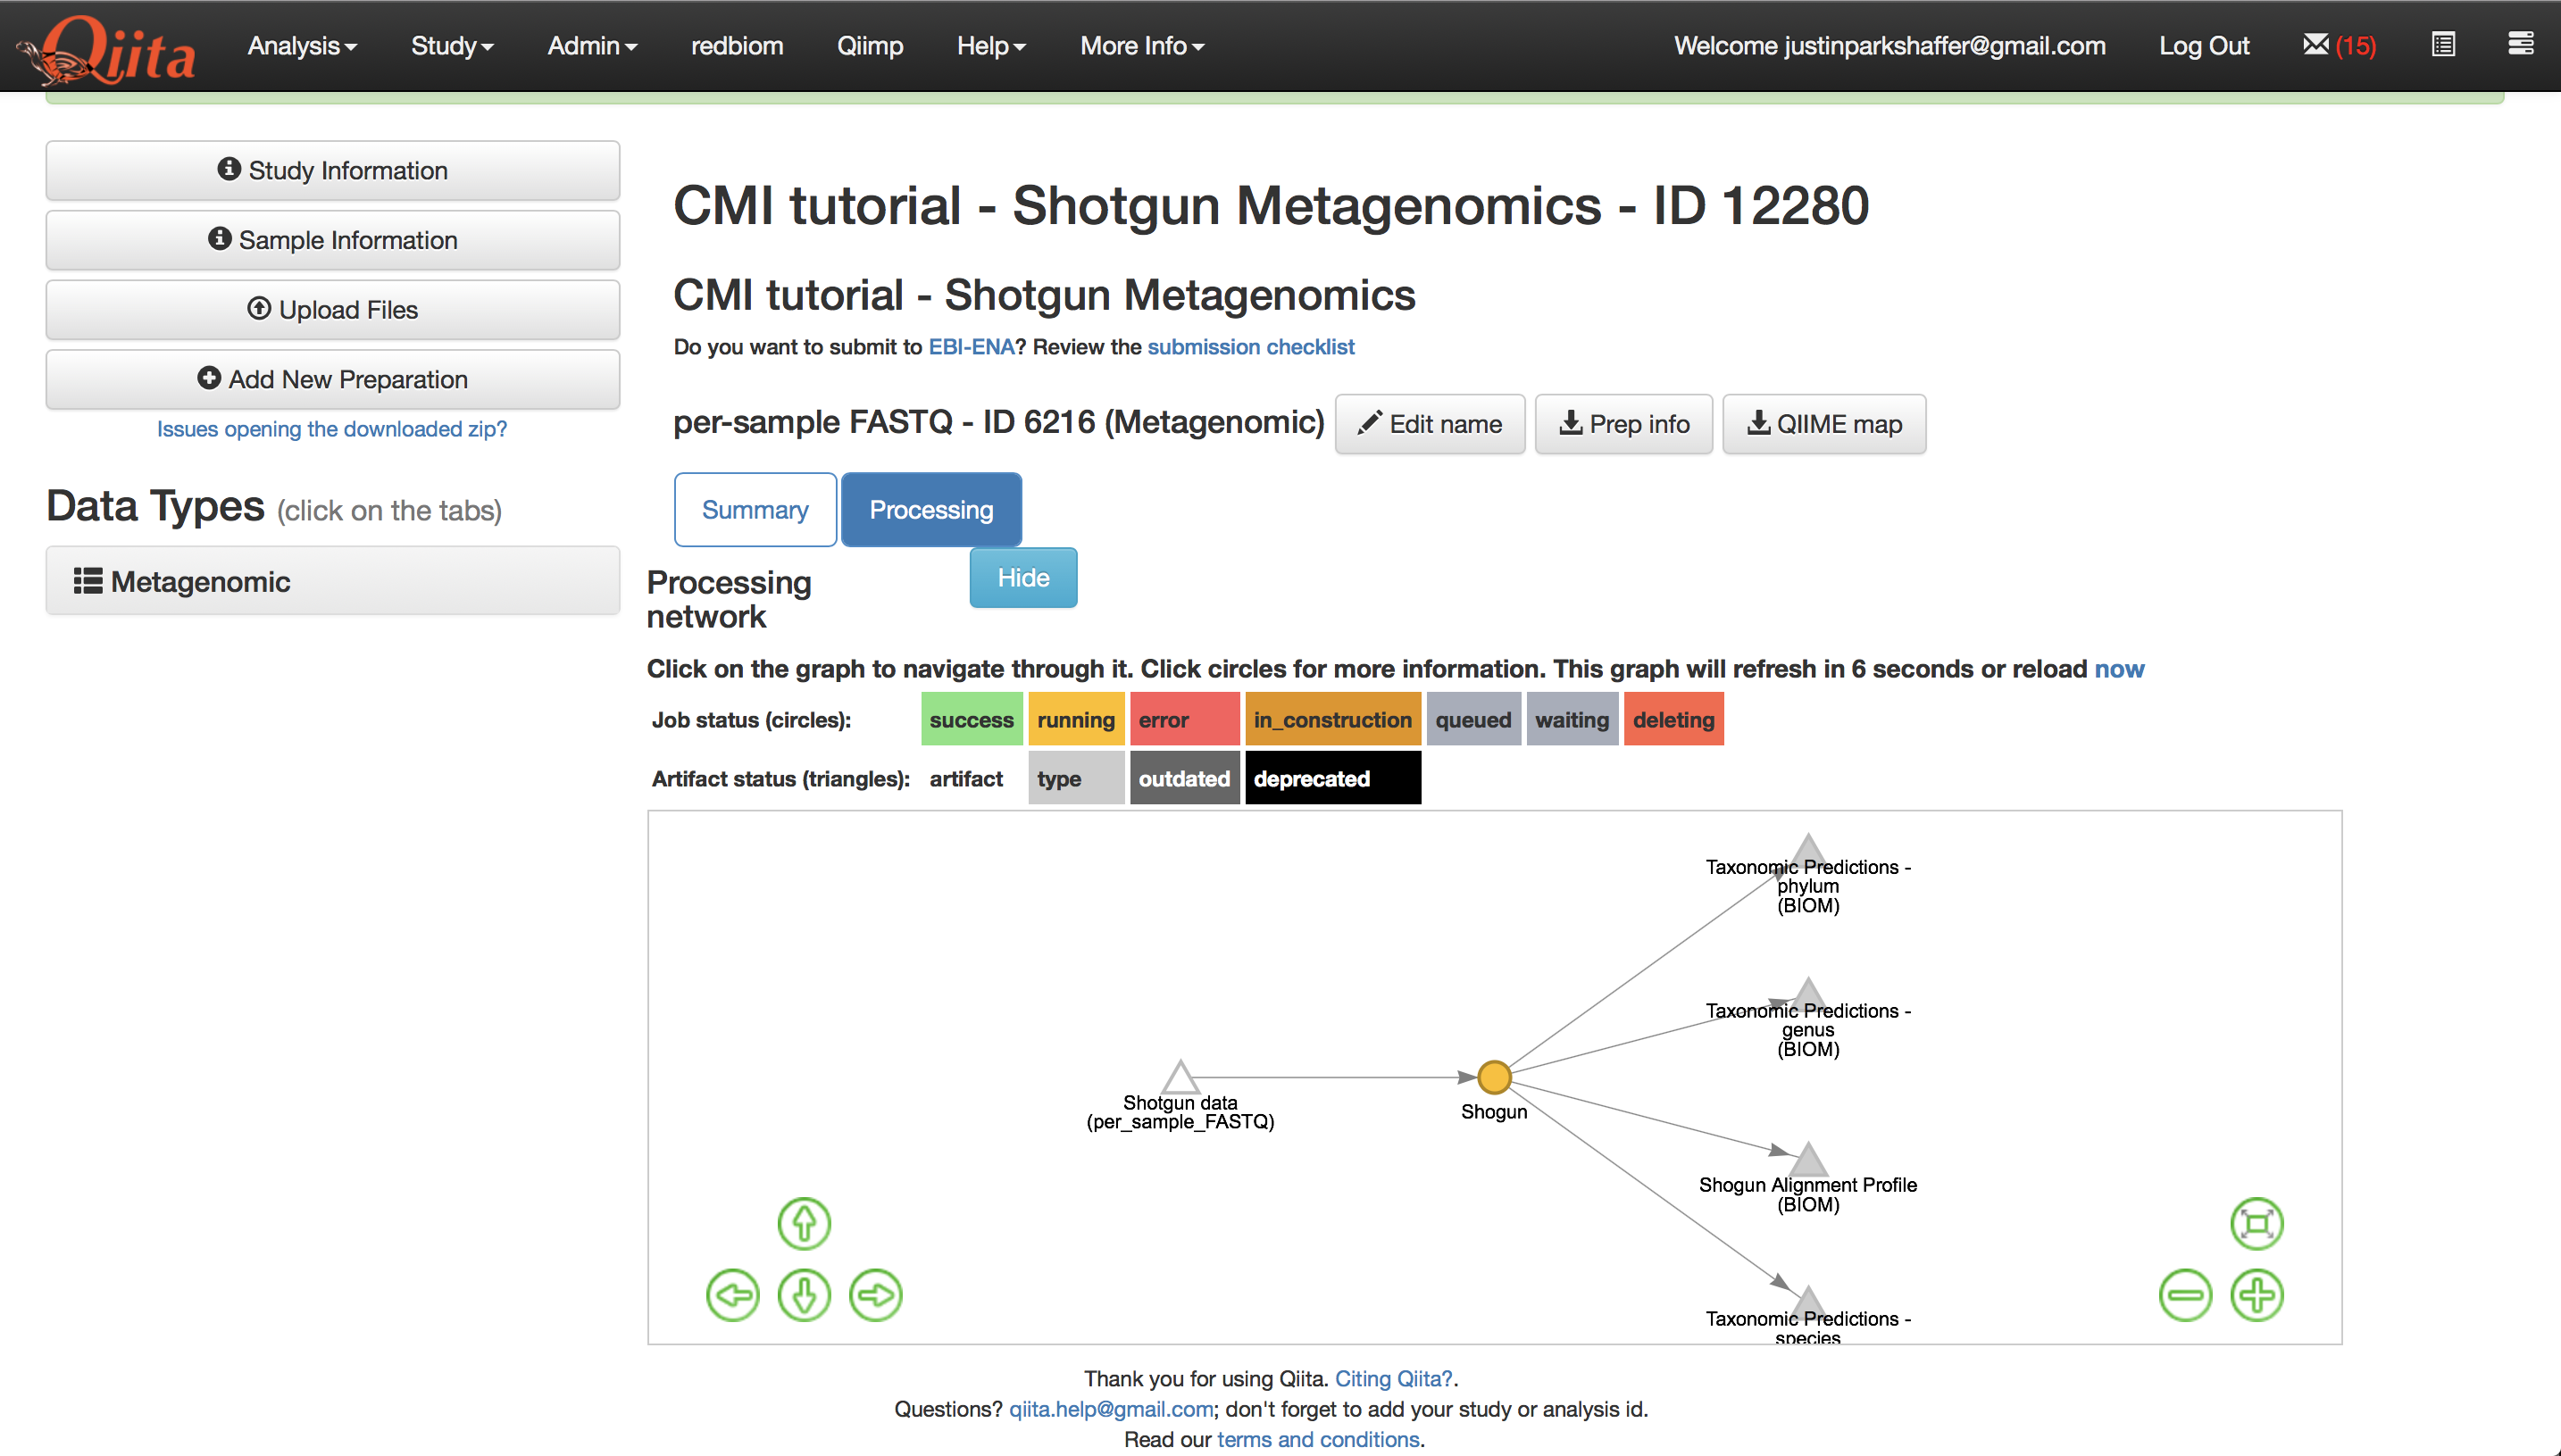 Qiita Analysis Study Admin redbiom Qiimp Help More Info Welcome justinparkshaffer@gmail.com Log Out (15)
Study Information
Sample Information
Upload Files
Add New Preparation
Issues opening the downloaded zip?
Data Types (click on the tabs)
Metagenomic
CMI tutorial - Shotgun Metagenomics - ID 12280
CMI tutorial - Shotgun Metagenomics
Do you want to submit to EBI-ENA? Review the submission checklist
per-sample FASTQ - ID 6216 (Metagenomic) Edit name Prep info QIIME map
Summary Processing
Processing
network
Hide
Click on the graph to navigate through it. Click circles for more information. This graph will refresh in 6 seconds or reload now
Job status (circles): success running error in_construction queued waiting deleting
Artifact status (triangles): artifact type outdated deprecated
Taxonomic Predictions -
phylum
(BIOM)
Taxonomic Predictions -
genus
(BIOM)
Shotgun data
(per_sample_FASTQ)
Shogun
Shogun Alignment Profile
(BIOM)
Taxonomic Predictions -
species
Thank you for using Qiita. Citing Qiita?.
Questions? qiita.help@gmail.com; don't forget to add your study or analysis id.
Read our terms and conditions.